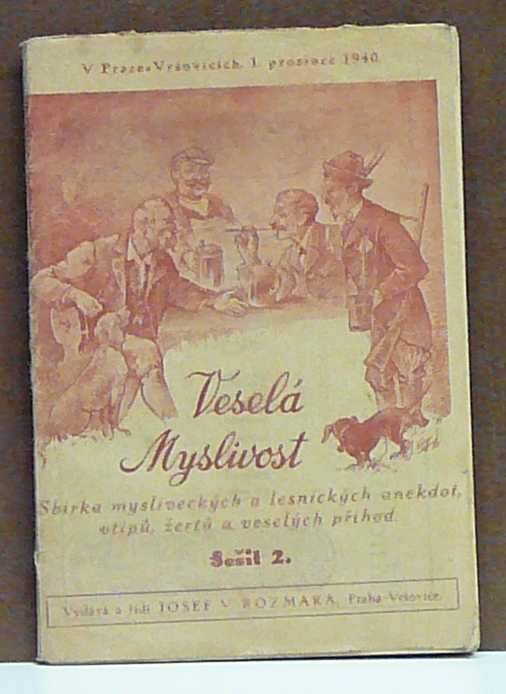 V Praze-Vršovicích, 1. prosince 1940
Veselá
Myslivost
Sbírka mysliveckých a lesnických anekdot,
vtipů, žertů a veselých příhod.
Sešit 2.
Vydává a řídí JOSEF V. ROZMARA, Praha-Vršovice.